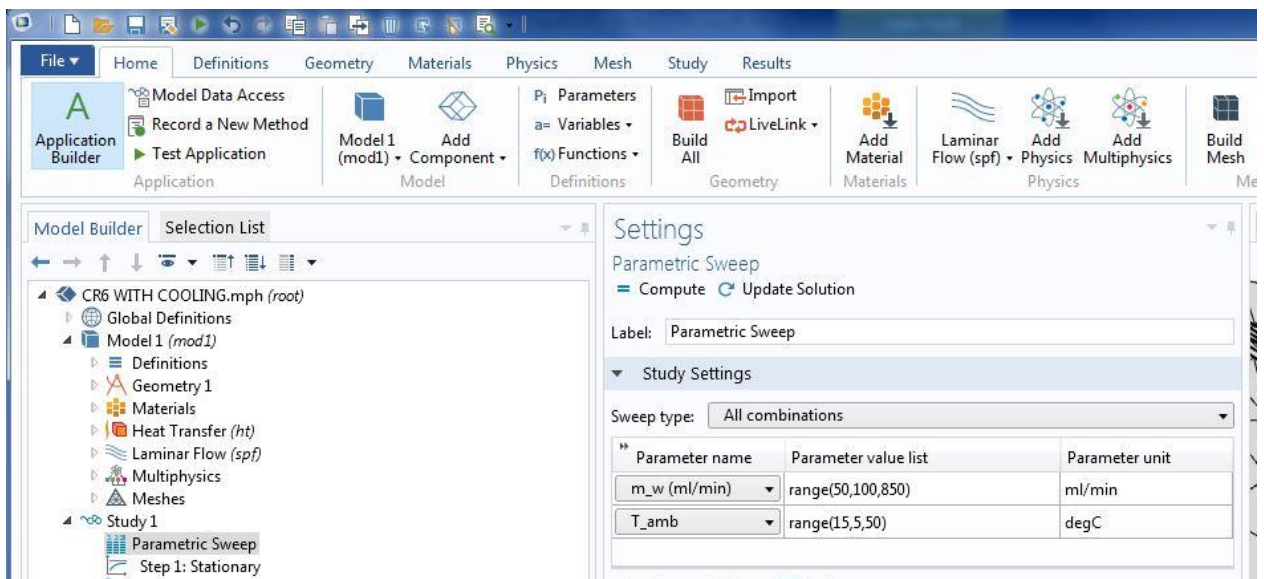 File Home Definitions Geometry Materials Physics Mesh Study Results
A
Application Builder
Model Data Access
Record a New Method
Test Application
Application
Model 1 (mod1)
Add Component
Model
Pi Parameters
a= Variables
f(x) Functions
Definitions
Build All
Import
LiveLink
Geometry
Add Material
Materials
Laminar Flow (spf)
Add Physics
Add Multiphysics
Physics
Build Mesh
Me
Model Builder Selection List
CR6 WITH COOLING.mph (root)
Global Definitions
Model 1 (mod1)
Definitions
Geometry 1
Materials
Heat Transfer (ht)
Laminar Flow (spf)
Multiphysics
Meshes
Study 1
Parametric Sweep
Step 1: Stationary
Settings
Parametric Sweep
= Compute Update Solution
Label: Parametric Sweep
Study Settings
Sweep type: All combinations
Parameter name Parameter value list Parameter unit
m_w (ml/min) range(50,100,850) ml/min
T_amb range(15,5,50) degC